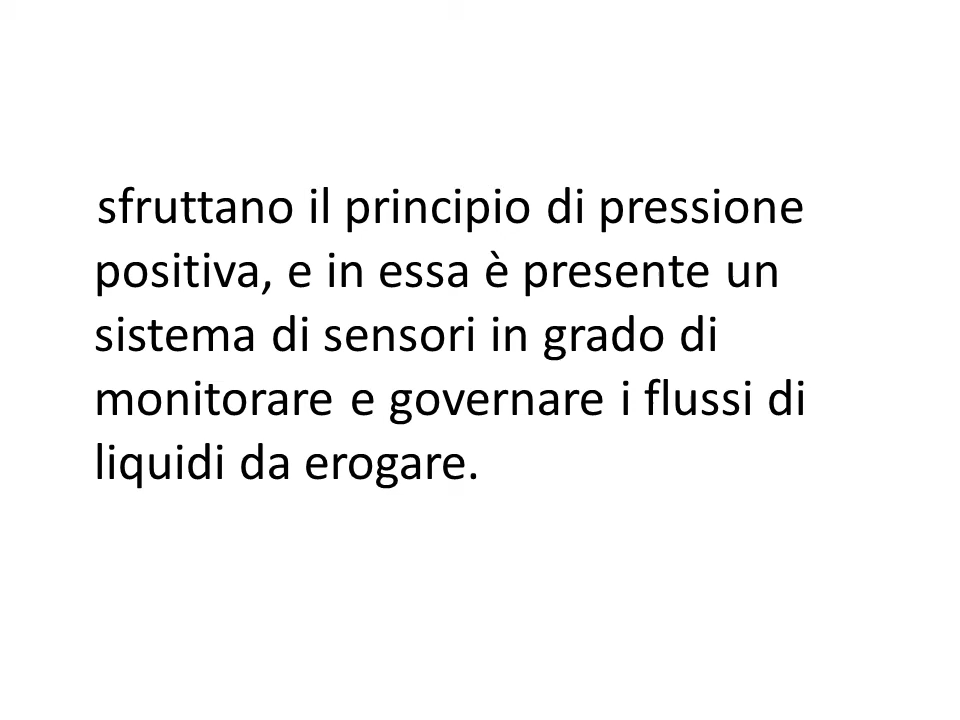 sfruttano il principio di pressione
positiva, e in essa è presente un
sistema di sensori in grado di
monitorare e governare i flussi di
liquidi da erogare.